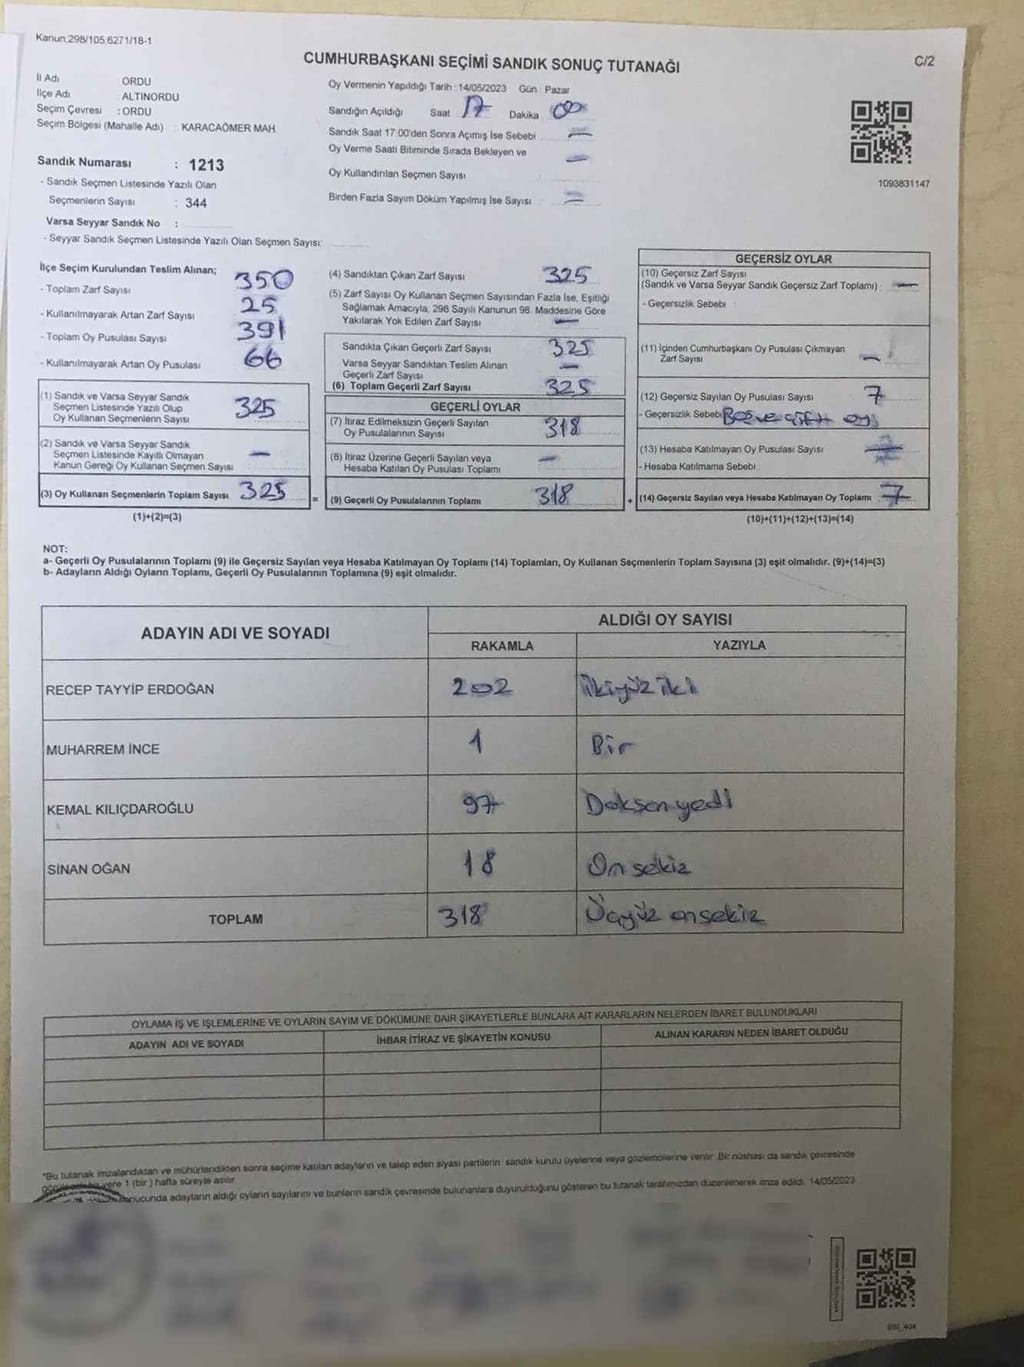 Kanun:298/105,6271/18-1
CUMHURBAŞKANI SEÇİMİ SANDIK SONUÇ TUTANAĞI
C/2
İl Adı ORDU
İlçe Adı ALTINORDU
Seçim Çevresi : ORDU
Seçim Bölgesi (Mahalle Adı) : KARACAÖMER MAH.
Sandık Numarası : 1213
- Sandık Seçmen Listesinde Yazılı Olan
Seçmenlerin Sayısı : 344
Varsa Seyyar Sandık No :
- Seyyar Sandık Seçmen Listesinde Yazılı Olan Seçmen Sayısı:
Oy Vermenin Yapıldığı Tarih :14/05/2023 Gün : Pazar
Sandığın Açıldığı Saat 17 Dakika 00
Sandık Saat 17.00'den Sonra Açımış İse Sebebi —
Oy Verme Saati Bitiminde Sırada Bekleyen ve
Oy Kullandırılan Seçmen Sayısı —
Birden Fazla Sayım Döküm Yapılmış İse Sayısı —
1093831147
İlçe Seçim Kurulundan Teslim Alınan;
- Toplam Zarf Sayısı 350
- Kullanılmayarak Artan Zarf Sayısı 25
- Toplam Oy Pusulası Sayısı 391
- Kullanılmayarak Artan Oy Pusulası 66
(1) Sandık ve Varsa Seyyar Sandık
Seçmen Listesinde Yazılı Olup
Oy Kullanan Seçmenlerin Sayısı 325
(2) Sandık ve Varsa Seyyar Sandık
Seçmen Listesinde Kayıtlı Olmayan
Kanun Gereği Oy Kullanan Seçmen Sayısı —
(3) Oy Kullanan Seçmenlerin Toplam Sayısı 325 =
(1)+(2)=(3)
(4) Sandıktan Çıkan Zarf Sayısı 325
(5) Zarf Sayısı Oy Kullanan Seçmen Sayısından Fazla İse, Eşitliği
Sağlamak Amacıyla, 298 Sayılı Kanunun 98. Maddesine Göre
Yakılarak Yok Edilen Zarf Sayısı —
Sandıkta Çıkan Geçerli Zarf Sayısı 325
Varsa Seyyar Sandıktan Teslim Alınan
Geçerli Zarf Sayısı —
(6) Toplam Geçerli Zarf Sayısı 325
GEÇERLİ OYLAR
(7) İtiraz Edilmeksizin Geçerli Sayılan
Oy Pusulalarının Sayısı 318
(8) İtiraz Üzerine Geçerli Sayılan veya
Hesaba Katılan Oy Pusulası Toplamı —
(9) Geçerli Oy Pusulalarının Toplamı 318 +
GEÇERSİZ OYLAR
(10) Geçersiz Zarf Sayısı
(Sandık ve Varsa Seyyar Sandık Geçersiz Zarf Toplamı) : —
- Geçersizlik Sebebi :
(11) İçinden Cumhurbaşkanı Oy Pusulası Çıkmayan
Zarf Sayısı —
(12) Geçersiz Sayılan Oy Pusulası Sayısı 7
- Geçersizlik Sebebi Boş ve çift oy
(13) Hesaba Katılmayan Oy Pusulası Sayısı
- Hesaba Katılmama Sebebi :
(14) Geçersiz Sayılan veya Hesaba Katılmayan Oy Toplamı 7
(10)+(11)+(12)+(13)=(14)
NOT:
a- Geçerli Oy Pusulalarının Toplamı (9) ile Geçersiz Sayılan veya Hesaba Katılmayan Oy Toplamı (14) Toplamları, Oy Kullanan Seçmenlerin Toplam Sayısına (3) eşit olmalıdır. (9)+(14)=(3)
b- Adayların Aldığı Oyların Toplamı, Geçerli Oy Pusulalarının Toplamına (9) eşit olmalıdır.
ADAYIN ADI VE SOYADI
ALDIĞI OY SAYISI
RAKAMLA YAZIYLA
RECEP TAYYİP ERDOĞAN 202 ikiyüz iki
MUHARREM İNCE 1 Bir
KEMAL KILIÇDAROĞLU 97 Doksen yedi
SİNAN OĞAN 18 On sekiz
TOPLAM 318 Üçyüz onsekiz
OYLAMA İŞ VE İŞLEMLERİNE VE OYLARIN SAYIM VE DÖKÜMÜNE DAİR ŞİKAYETLERLE BUNLARA AİT KARARLARIN NELERDEN İBARET BULUNDUKLARI
ADAYIN ADI VE SOYADI İHBAR İTİRAZ VE ŞİKAYETİN KONUSU ALINAN KARARIN NEDEN İBARET OLDUĞU
*Bu tutanak imzalandıktan ve mühürlendikten sonra seçime katılan adayların ve talep eden siyasi partilerin sandık kurulu üyelerine veya gözlemcilerine verilir. Bir nüshası da sandık çevresinde
yere 1 (bir) hafta süreyle asılır.
adayların aldığı oyların sayılarını ve bunların sandık çevresinde bulunanlara duyurulduğunu gösteren bu tutanak tarafımızdan düzenlenerek imza edildi. 14/05/2023